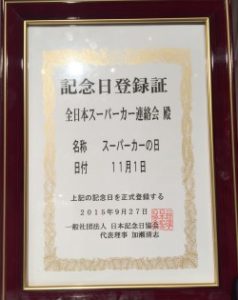 記念日登録証
全日本スーパーカー連絡会 殿
名称 スーパーカーの日
日付 11月1日
上記の記念日を正式登録する
2015年9月27日
一般社団法人 日本記念日協会
代表理事 加瀬清志